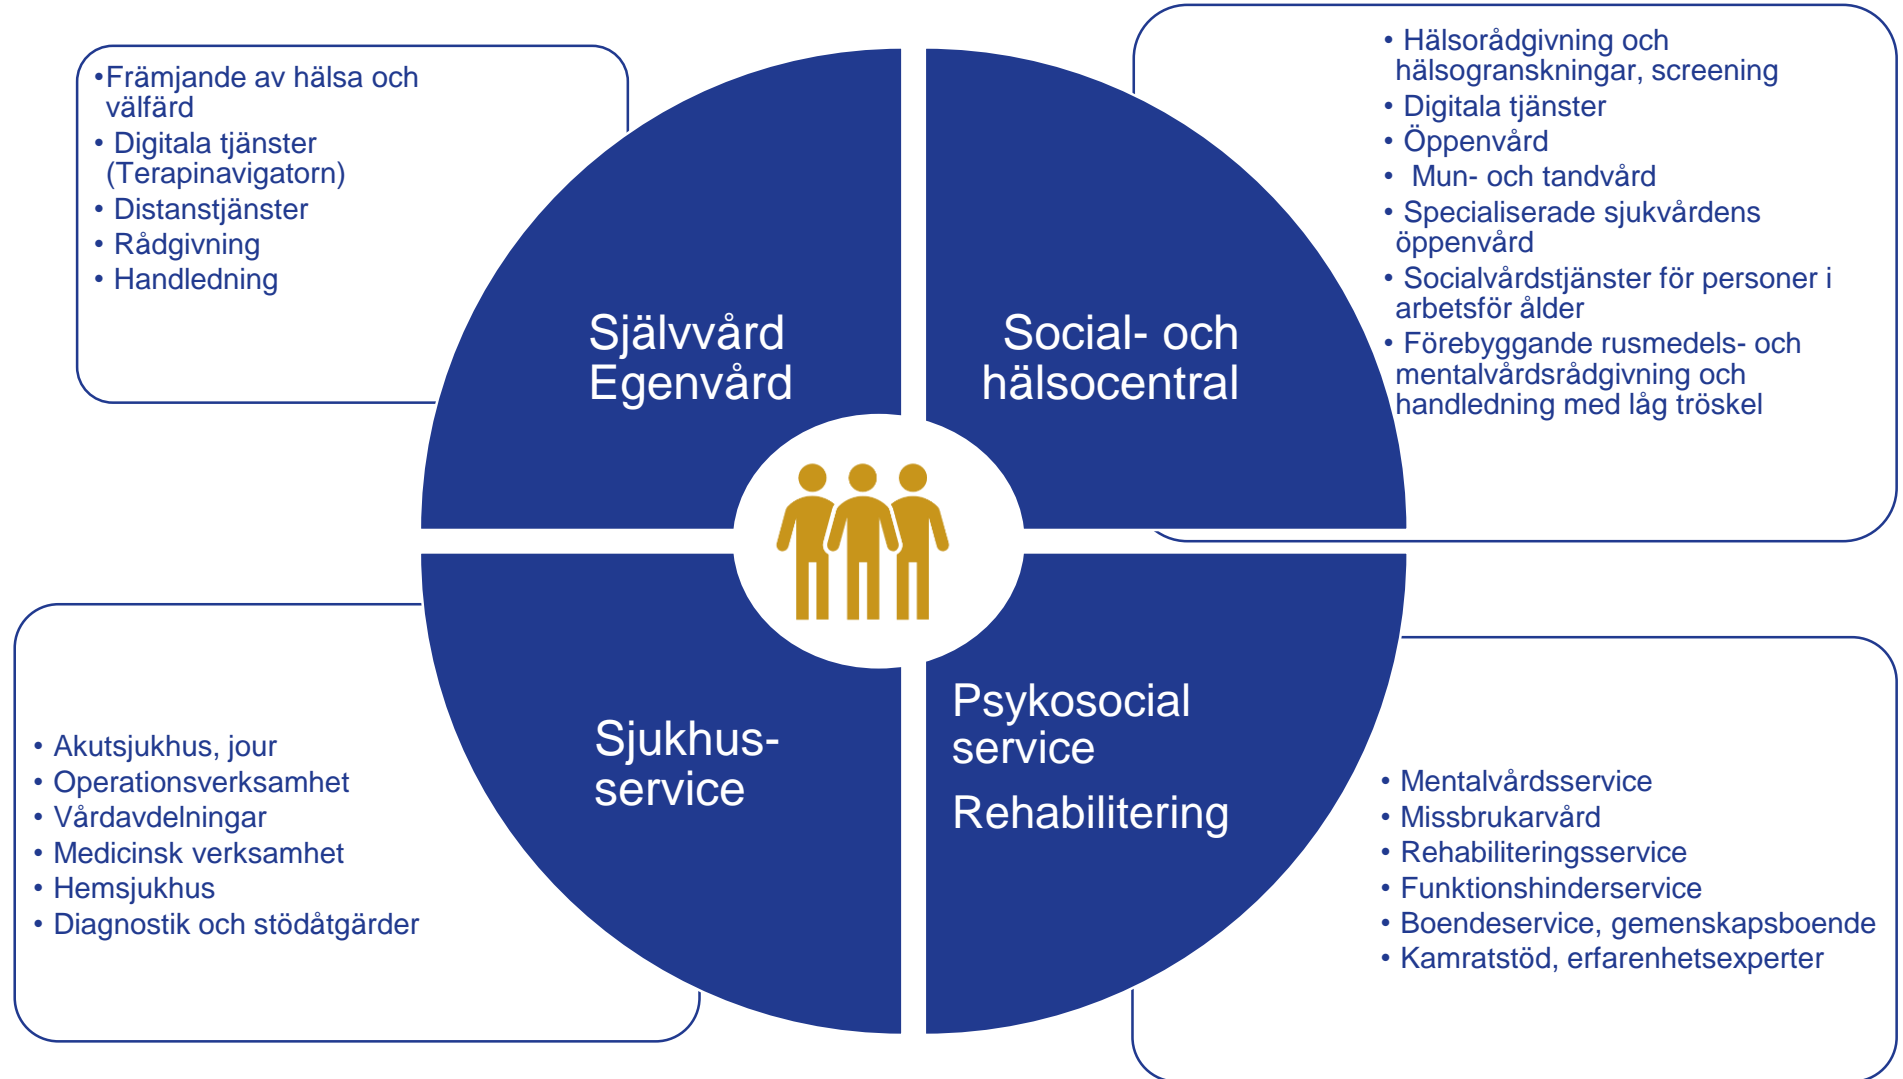 •Främjande av hälsa och
välfärd
• Digitala tjänster
(Terapinavigatorn)
• Distanstjänster
• Rådgivning
• Handledning
Självvård
Egenvård
Social- och
hälsocentral
• Hälsorådgivning och
hälsogranskningar, screening
• Digitala tjänster
• Öppenvård
• Mun- och tandvård
• Specialiserade sjukvårdens
öppenvård
• Socialvårdstjänster för personer i
arbetsför ålder
• Förebyggande rusmedels- och
mentalvårdsrådgivning och
handledning med låg tröskel
• Akutsjukhus, jour
• Operationsverksamhet
• Vårdavdelningar
• Medicinsk verksamhet
• Hemsjukhus
• Diagnostik och stödåtgärder
Sjukhus-
service
Psykosocial
service
Rehabilitering
• Mentalvårdsservice
• Missbrukarvård
• Rehabiliteringsservice
• Funktionshinderservice
• Boendeservice, gemenskapsboende
• Kamratstöd, erfarenhetsexperter